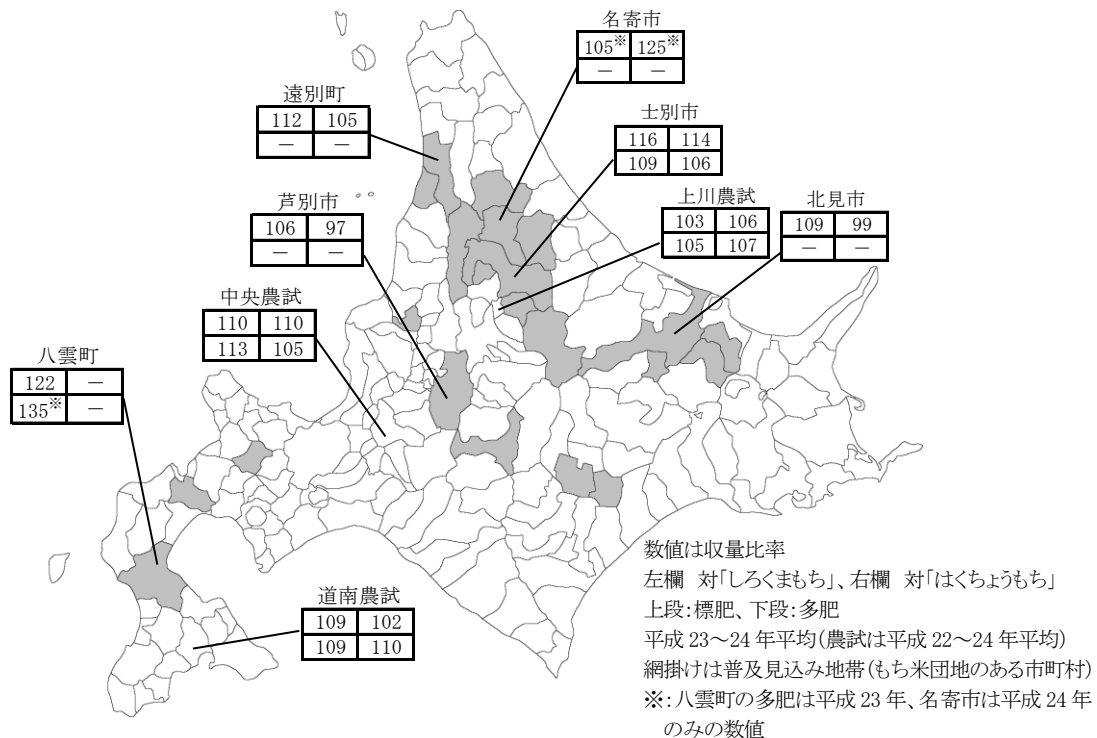 名寄市
105※ 125※
－ －
遠別町
112 105
－ －
士別市
116 114
109 106
芦別市
106 97
－ －
上川農試
103 106
105 107
北見市
109 99
－ －
中央農試
110 110
113 105
八雲町
122 －
135※ －
道南農試
109 102
109 110
数値は収量比率
左欄 対「しろくまもち」、右欄 対「はくちょうもち」
上段:標肥、下段:多肥
平成 23～24 年平均(農試は平成 22～24 年平均)
網掛けは普及見込み地帯(もち米団地のある市町村)
※:八雲町の多肥は平成 23 年、名寄市は平成 24 年
のみの数値